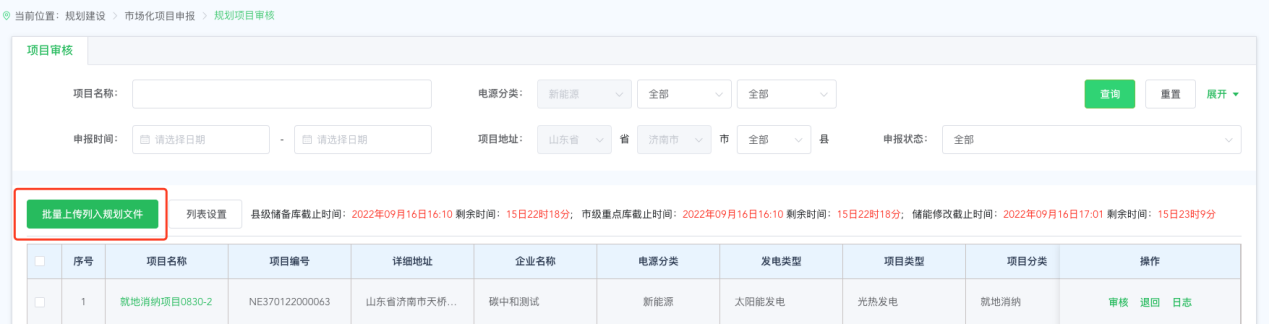 当前位置：规划建设 > 市场化项目申报 > 规划项目审核
项目审核
项目名称： 电源分类： 新能源 全部 全部 查询 重置 展开
申报时间： 请选择日期 - 请选择日期 项目地址： 山东省 省 济南市 市 全部 县 申报状态： 全部
批量上传列入规划文件 列表设置 县级储备库截止时间：2022年09月16日16:10 剩余时间：15日22时18分; 市级重点库截止时间：2022年09月16日16:10 剩余时间：15日22时18分; 储能修改截止时间：2022年09月16日17:01 剩余时间：15日23时9分
序号 项目名称 项目编号 详细地址 企业名称 电源分类 发电类型 项目类型 项目分类 操作
1 就地消纳项目0830-2 NE370122000063 山东省济南市天桥... 碳中和测试 新能源 太阳能发电 光热发电 就地消纳 审核 退回 日志